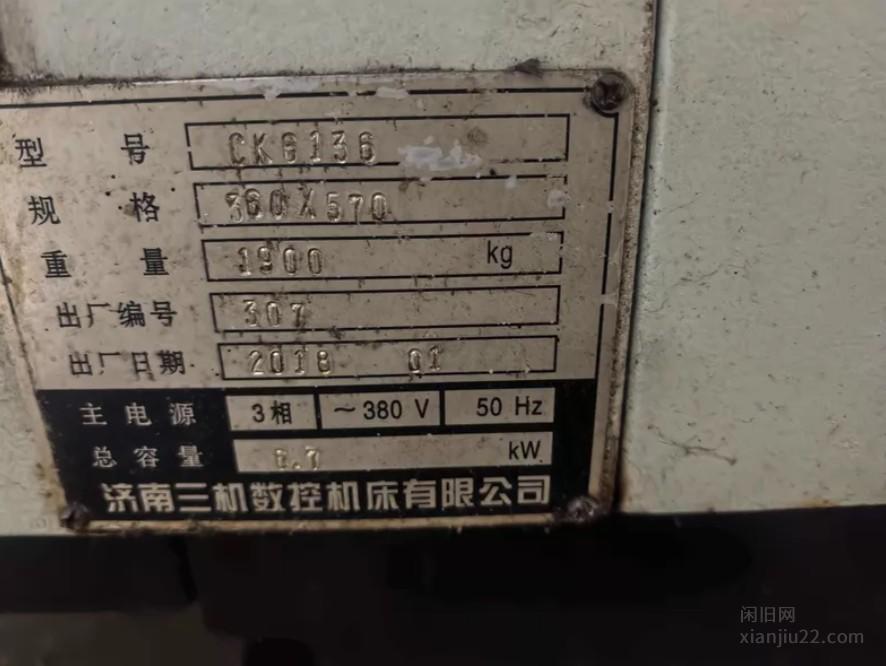 型号 CK6136
规格 360X570
重量 1900 kg
出厂编号 307
出厂日期 2018 01
主电源 3相 ~380 V 50 Hz
总容量 kW
济南三机数控机床有限公司
闲旧网
xianjiu22.com